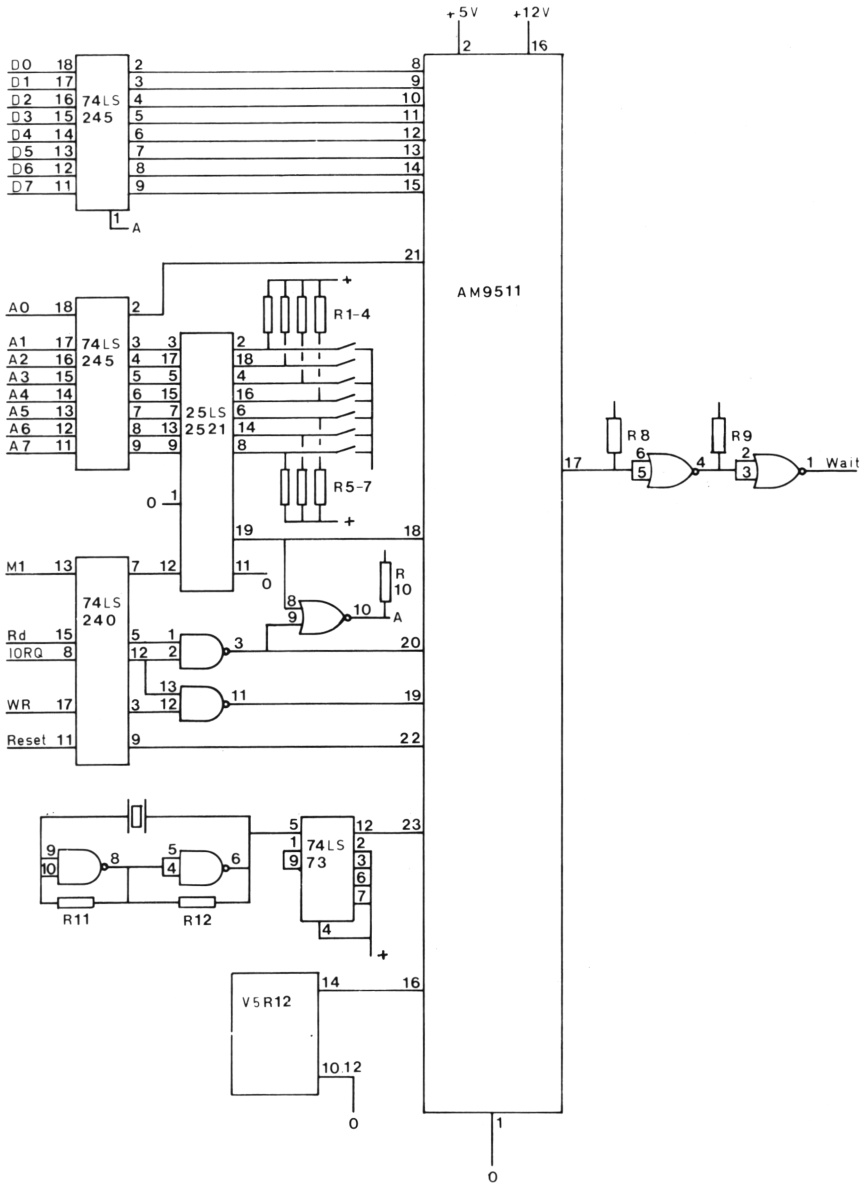 +5V +12V
2 16
D0 18 2 8
D1 17 3 9
D2 16 4 10
D3 15 5 11
D4 14 6 12
D5 13 7 13
D6 12 8 14
D7 11 9 15
74LS
245
1
A
21
AM9511
+
R1-4
A0 18 2
A1 17 3 3 2
A2 16 4 17 18
A3 15 5 5 4
A4 14 6 15 16
A5 13 7 7 6
A6 12 8 13 14
A7 11 9 9 8
74LS
245
25LS
2521
R5-7
+
0 1
19 18
17
R8
R9
6
5
4
2
3
1 Wait
M1 13 7 12 11
0
74LS
240
R
10
8
9
10 A
Rd 15 5 1
IORQ 8 12 2
3 20
13
12
11 19
WR 17 3
Reset 11 9 22
9
10
8
5
4
6
R11
R12
5 12 23
1 2
9 3
6
7
74LS
73
4
+
V5R12
14 16
10.12
0
1
0